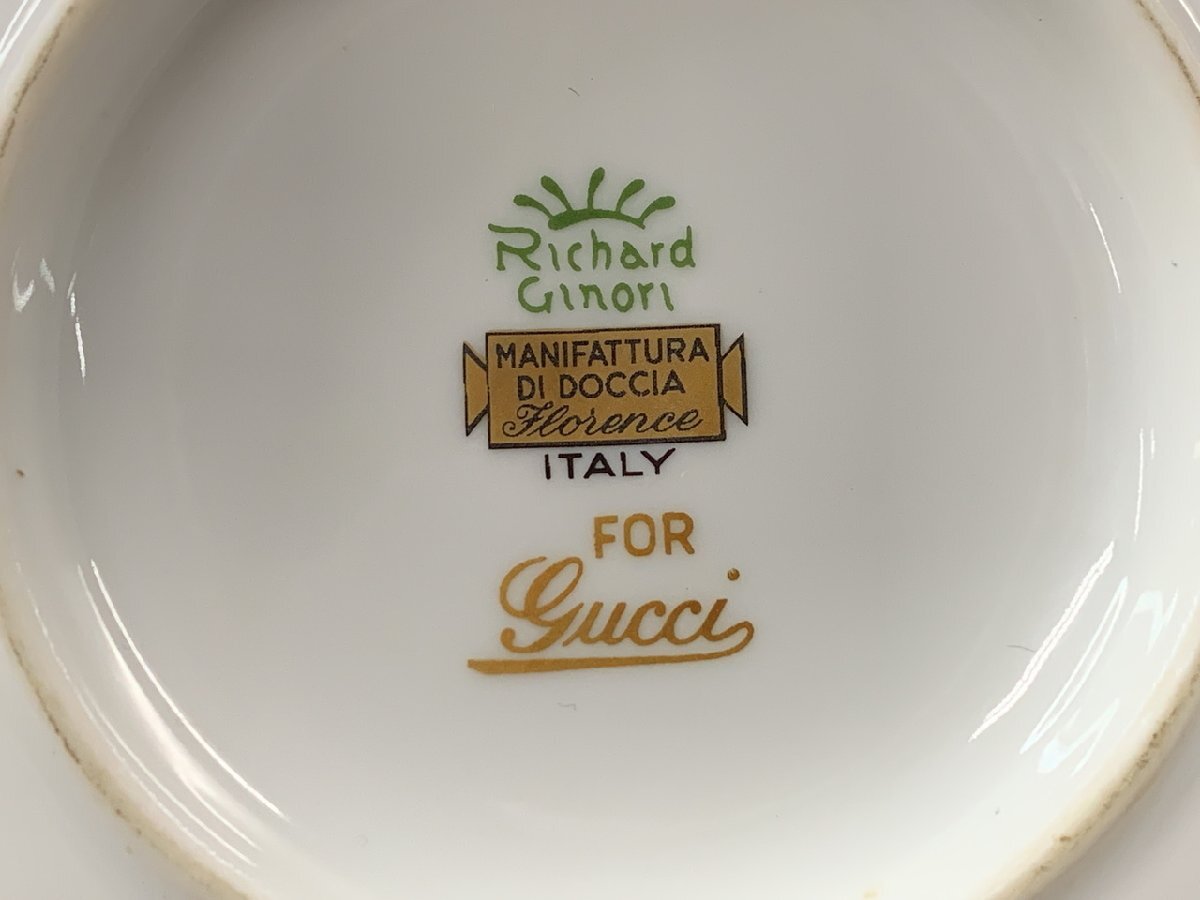 Richard
Ginori
MANIFATTURA
DI DOCCIA
Florence
ITALY
FOR
Gucci